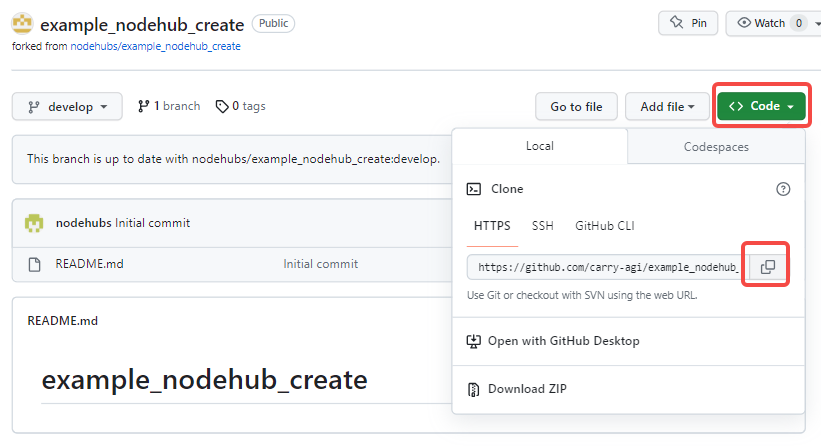 example_nodehub_create Public Pin Watch 0
forked from nodehubs/example_nodehub_create
develop 1 branch 0 tags Go to file Add file <> Code
Local Codespaces
This branch is up to date with nodehubs/example_nodehub_create:develop.
Clone
nodehubs Initial commit
HTTPS SSH GitHub CLI
README.md Initial commit
https://github.com/carry-agi/example_nodehub_
Use Git or checkout with SVN using the web URL.
README.md
Open with GitHub Desktop
example_nodehub_create
Download ZIP